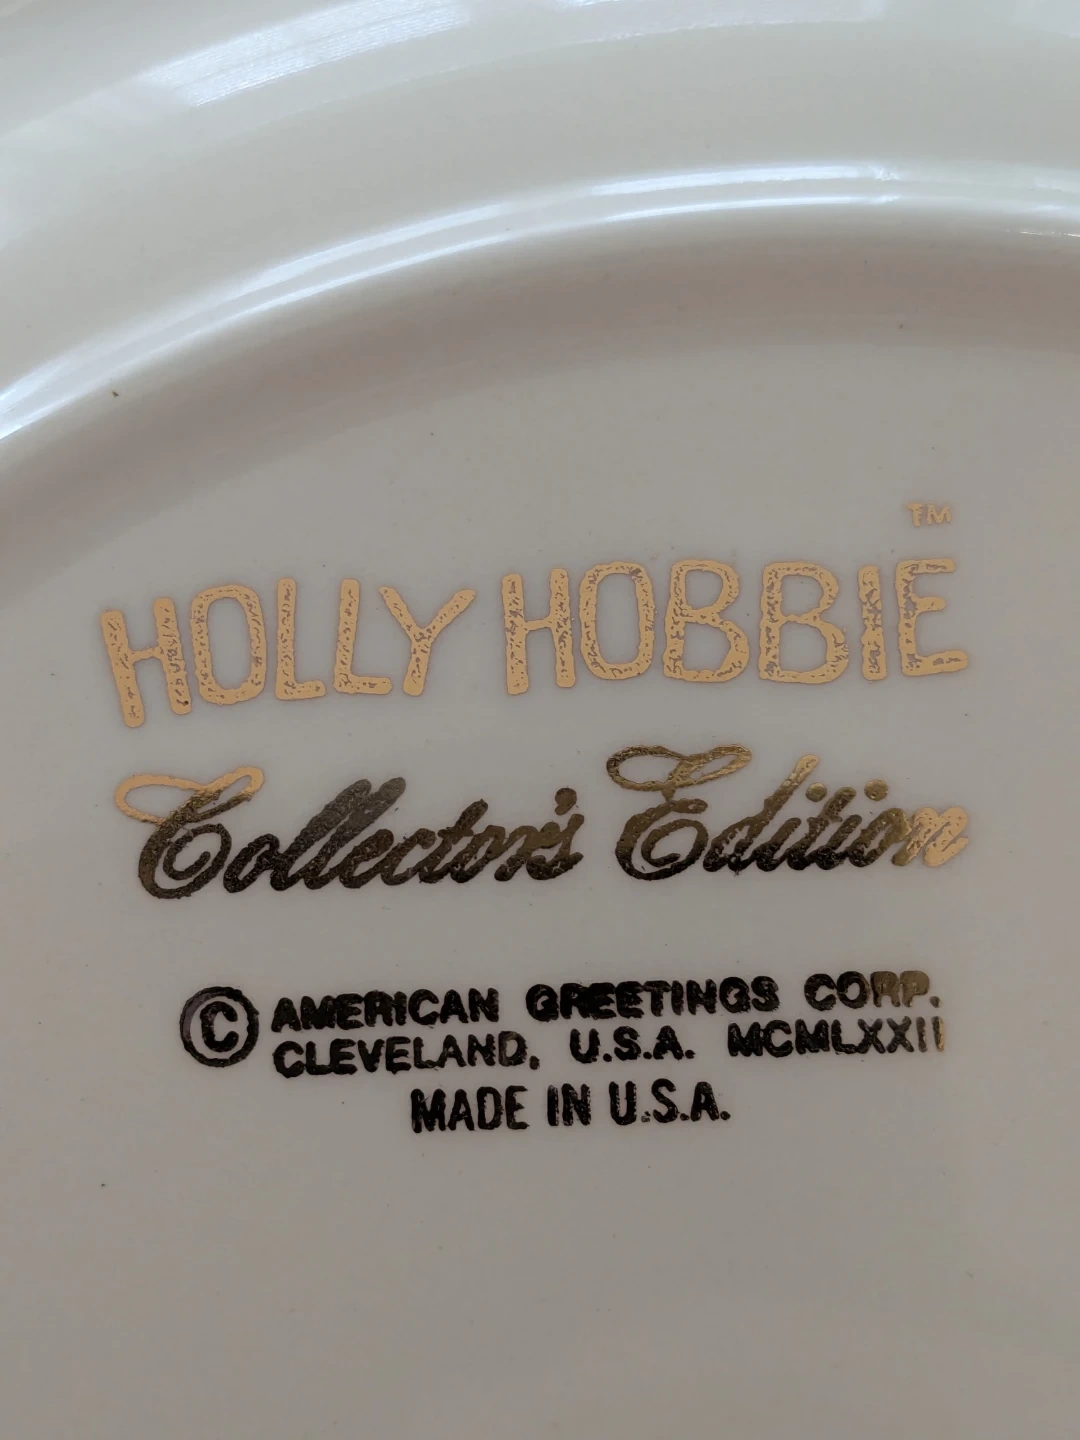 HOLLY HOBBIE™
Collector's Edition
© AMERICAN GREETINGS CORP.
CLEVELAND, U.S.A. MCMLXXII
MADE IN U.S.A.